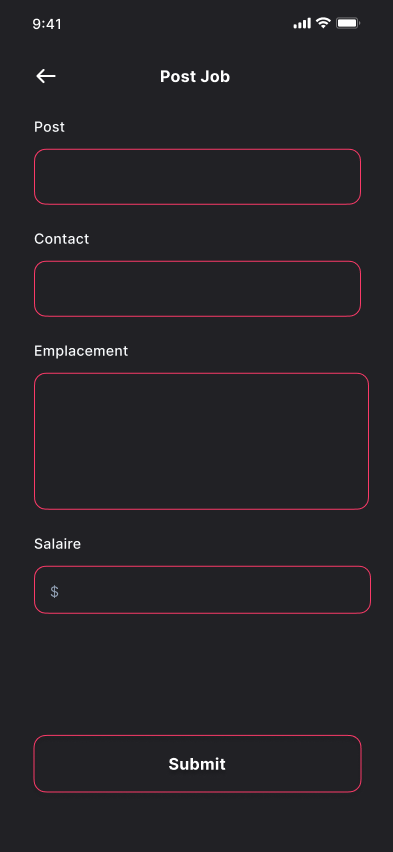 9:41
Post Job
Post
Contact
Emplacement
Salaire
$
Submit